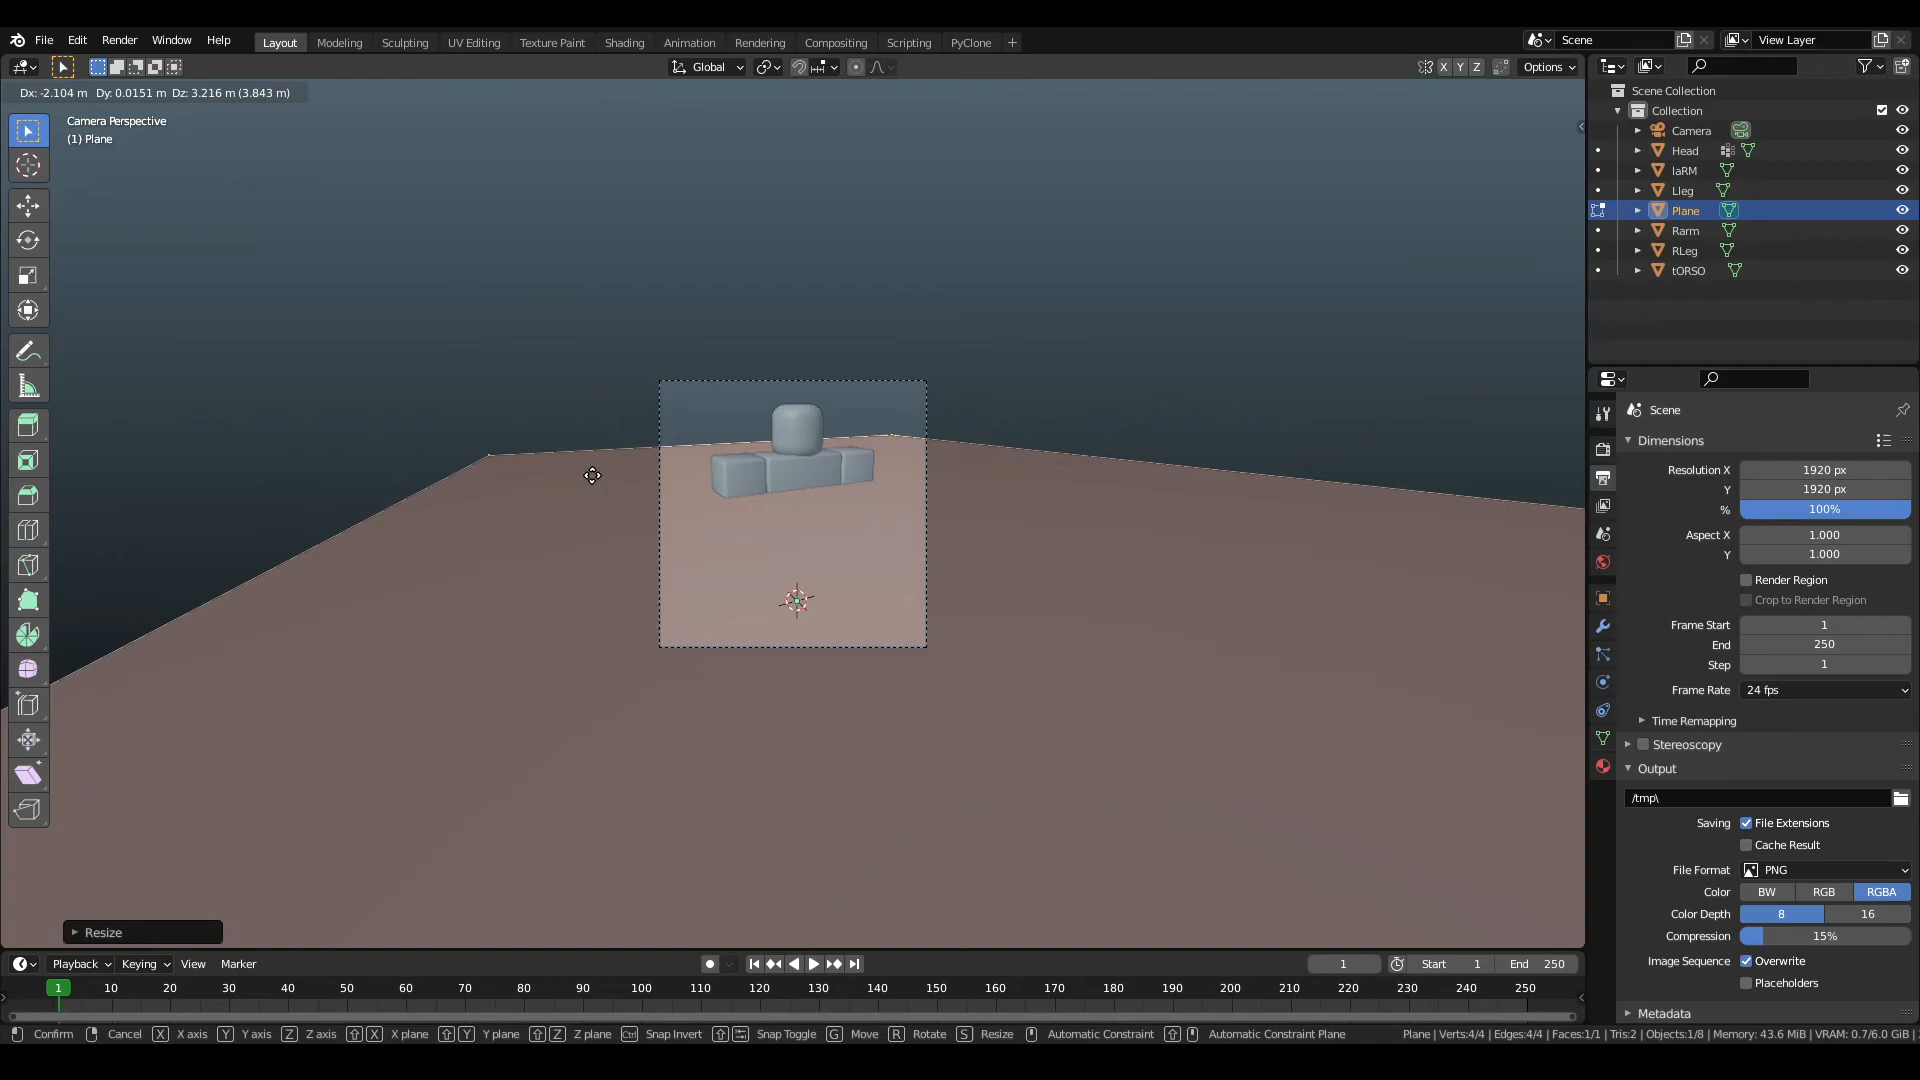 File Edit Render Window Help
Layout Modeling Sculpting UV Editing Texture Paint Shading Animation Rendering Compositing Scripting PyClone +
Scene View Layer
Global X Y Z Options
Dx: -2.104 m Dy: 0.0151 m Dz: 3.216 m (3.843 m)
Camera Perspective
(1) Plane
Scene Collection
Collection
Camera
Head
laRM
Lleg
Plane
Rarm
RLeg
tORSO
Scene
Dimensions
Resolution X 1920 px
Y 1920 px
% 100%
Aspect X 1.000
Y 1.000
Render Region
Crop to Render Region
Frame Start 1
End 250
Step 1
Frame Rate 24 fps
Time Remapping
Stereoscopy
Output
/tmp\
Saving File Extensions
Cache Result
File Format PNG
Color BW RGB RGBA
Color Depth 8 16
Compression 15%
Image Sequence Overwrite
Placeholders
Metadata
Resize
Playback Keying View Marker 1 Start 1 End 250
1 10 20 30 40 50 60 70 80 90 100 110 120 130 140 150 160 170 180 190 200 210 220 230 240 250
Confirm Cancel X X axis Y Y axis Z Z axis X X plane Y Y plane Z Z plane Ctrl Snap Invert Snap Toggle G Move R Rotate S Resize Automatic Constraint Automatic Constraint Plane Plane | Verts:4/4 | Edges:4/4 | Faces:1/1 | Tris:2 | Objects:1/8 | Memory: 43.6 MiB | VRAM: 0.7/6.0 GiB |